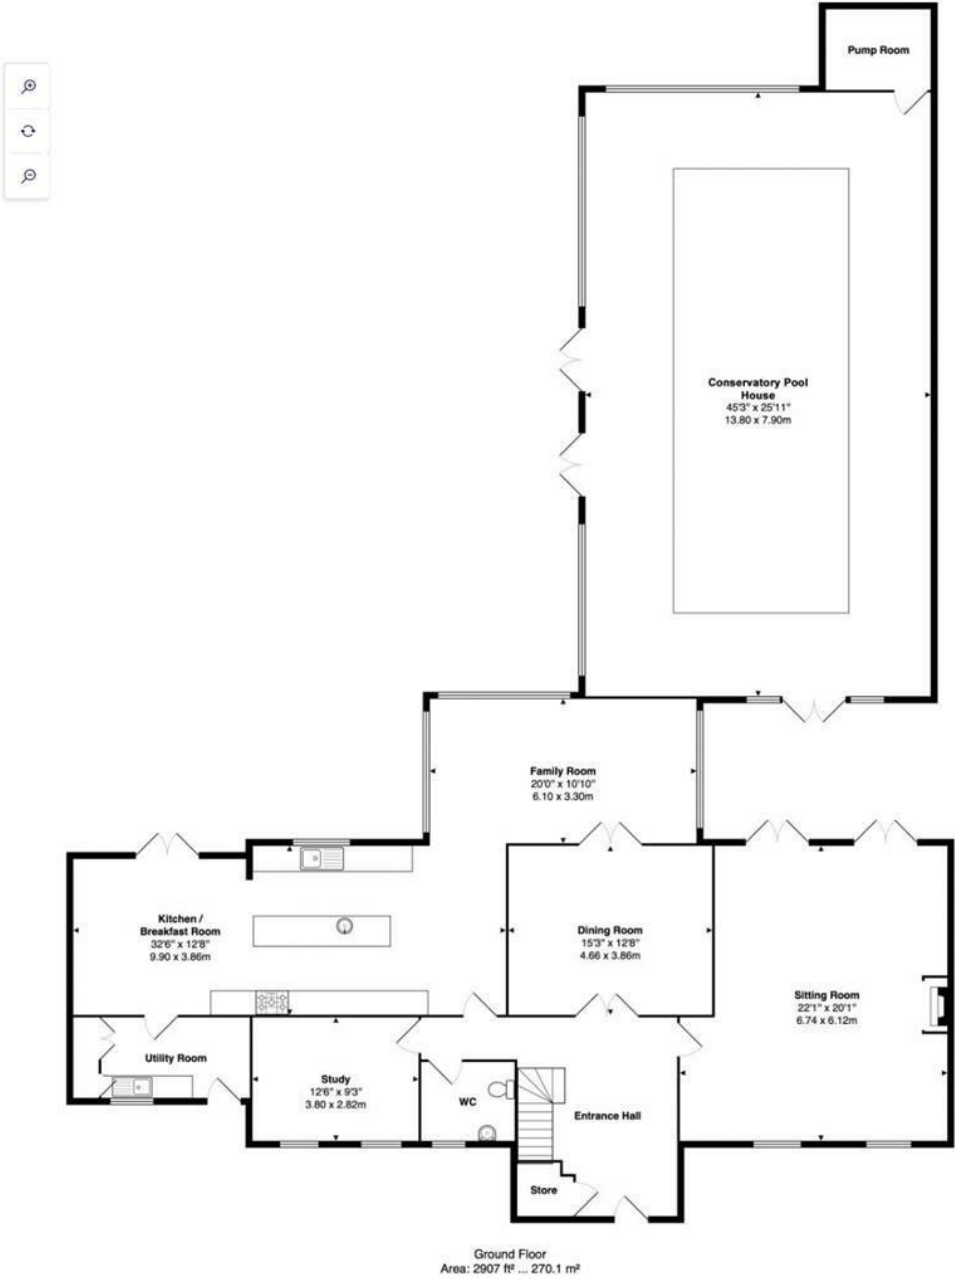 Pump Room
Conservatory Pool
House
45'3" x 25'11"
13.80 x 7.90m
Family Room
20'0" x 10'10"
6.10 x 3.30m
Kitchen /
Breakfast Room
32'6" x 12'8"
9.90 x 3.86m
Dining Room
15'3" x 12'8"
4.66 x 3.86m
Sitting Room
22'1" x 20'1"
6.74 x 6.12m
Utility Room
Study
12'6" x 9'3"
3.80 x 2.82m
WC
Entrance Hall
Store
Ground Floor
Area: 2907 ft² ... 270.1 m²